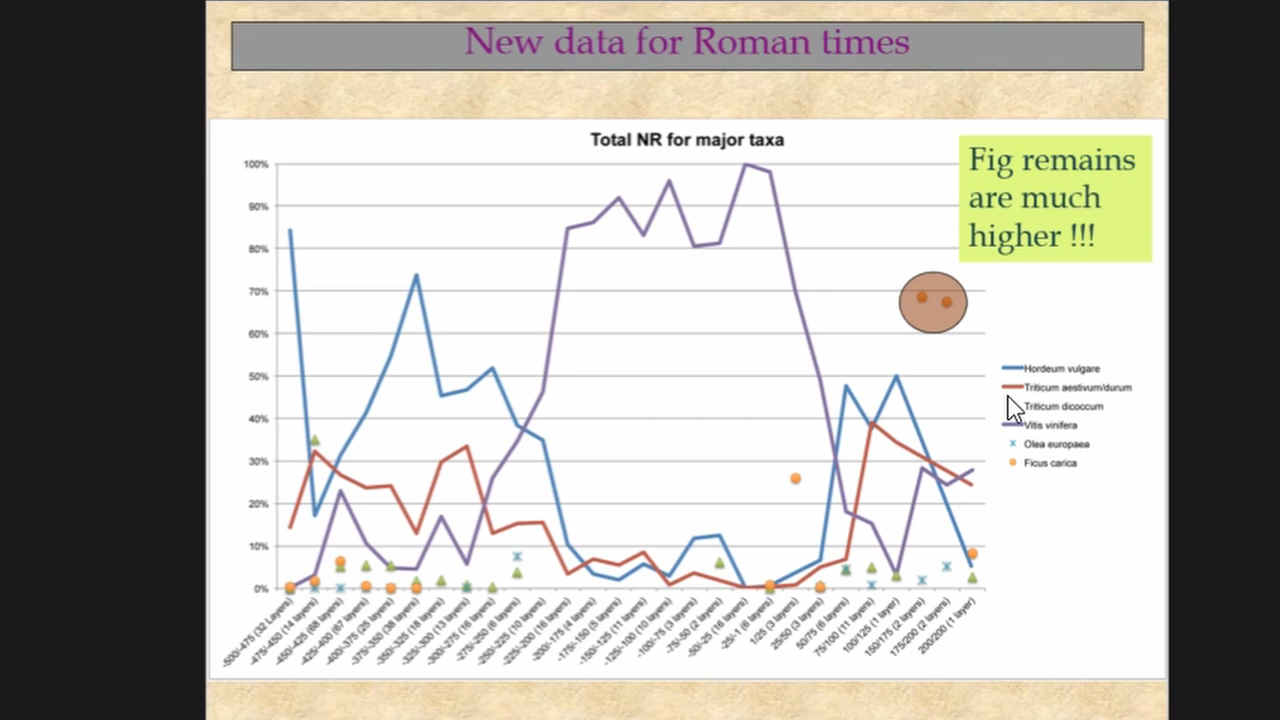 New data for Roman times
Total NR for major taxa
Fig remains
are much
higher !!!
100%
90%
80%
70%
60%
50%
40%
30%
20%
10%
0%
Hordeum vulgare
Triticum aestivum/durum
Triticum dicoccum
Vitis vinifera
Olea europaea
Ficus carica
-500/-475 (32 Layers)
-475/-450 (14 layers)
-450/-425 (68 layers)
-425/-400 (67 layers)
-400/-375 (25 layers)
-375/-350 (38 layers)
-350/-325 (18 layers)
-325/-300 (13 layers)
-300/-275 (16 layers)
-275/-250 (6 layers)
-250/-225 (10 layers)
-225/-200 (16 layers)
-200/-175 (4 layers)
-175/-150 (5 layers)
-150/-125 (11 layers)
-125/-100 (10 layers)
-100/-75 (3 layers)
-75/-50 (2 layers)
-50/-25 (16 layers)
-25/-1 (6 layers)
1/25 (3 layers)
25/50 (3 layers)
50/75 (6 layers)
75/100 (11 layers)
100/125 (1 layer)
150/175 (2 layers)
175/200 (2 layers)
200/200 (1 layer)